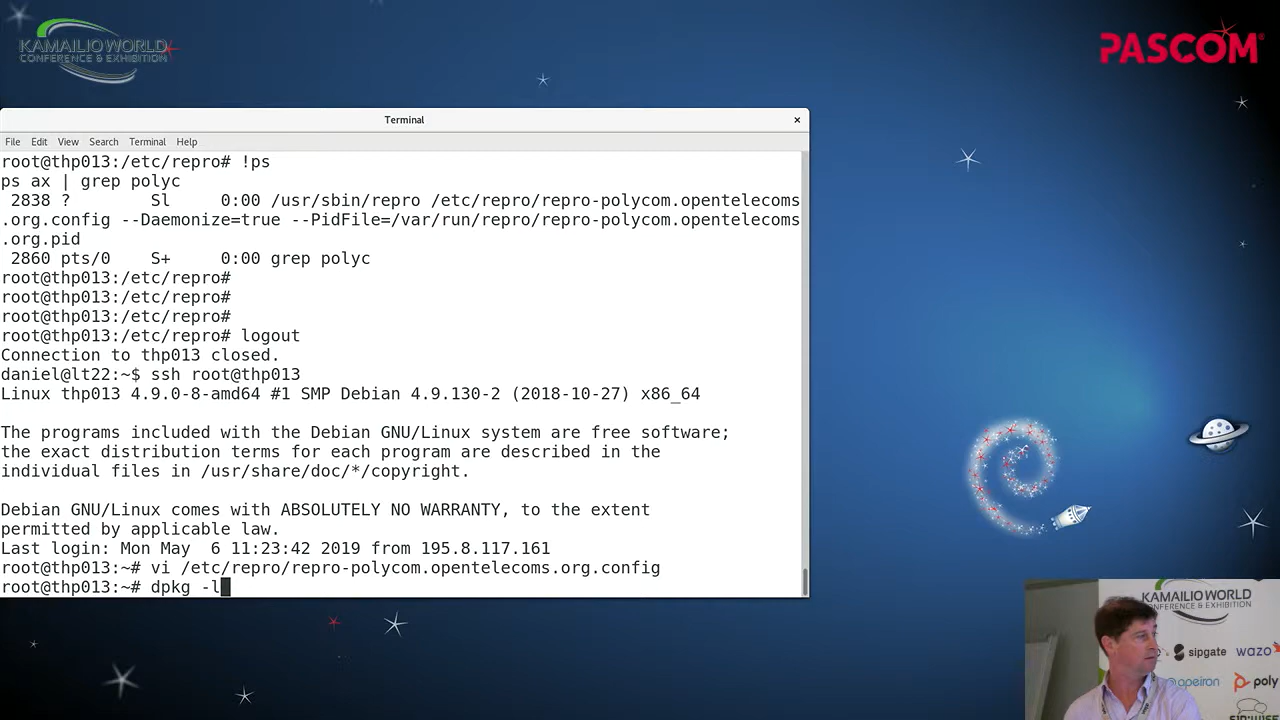 KAMAILIO WORLD
CONFERENCE & EXHIBITION
PASCOM®
Terminal
×
File Edit View Search Terminal Help
root@thp013:/etc/repro# !ps
ps ax | grep polyc
2838 ? Sl 0:00 /usr/sbin/repro /etc/repro/repro-polycom.opentelecoms
.org.config --Daemonize=true --PidFile=/var/run/repro/repro-polycom.opentelecoms
.org.pid
2860 pts/0 S+ 0:00 grep polyc
root@thp013:/etc/repro#
root@thp013:/etc/repro#
root@thp013:/etc/repro#
root@thp013:/etc/repro# logout
Connection to thp013 closed.
daniel@lt22:~$ ssh root@thp013
Linux thp013 4.9.0-8-amd64 #1 SMP Debian 4.9.130-2 (2018-10-27) x86_64
The programs included with the Debian GNU/Linux system are free software;
the exact distribution terms for each program are described in the
individual files in /usr/share/doc/*/copyright.
Debian GNU/Linux comes with ABSOLUTELY NO WARRANTY, to the extent
permitted by applicable law.
Last login: Mon May  6 11:23:42 2019 from 195.8.117.161
root@thp013:~# vi /etc/repro/repro-polycom.opentelecoms.org.config
root@thp013:~# dpkg -l
KAMAILIO WORLD
CONFERENCE & EXHIBITION
sipgate wazo
apeiron poly